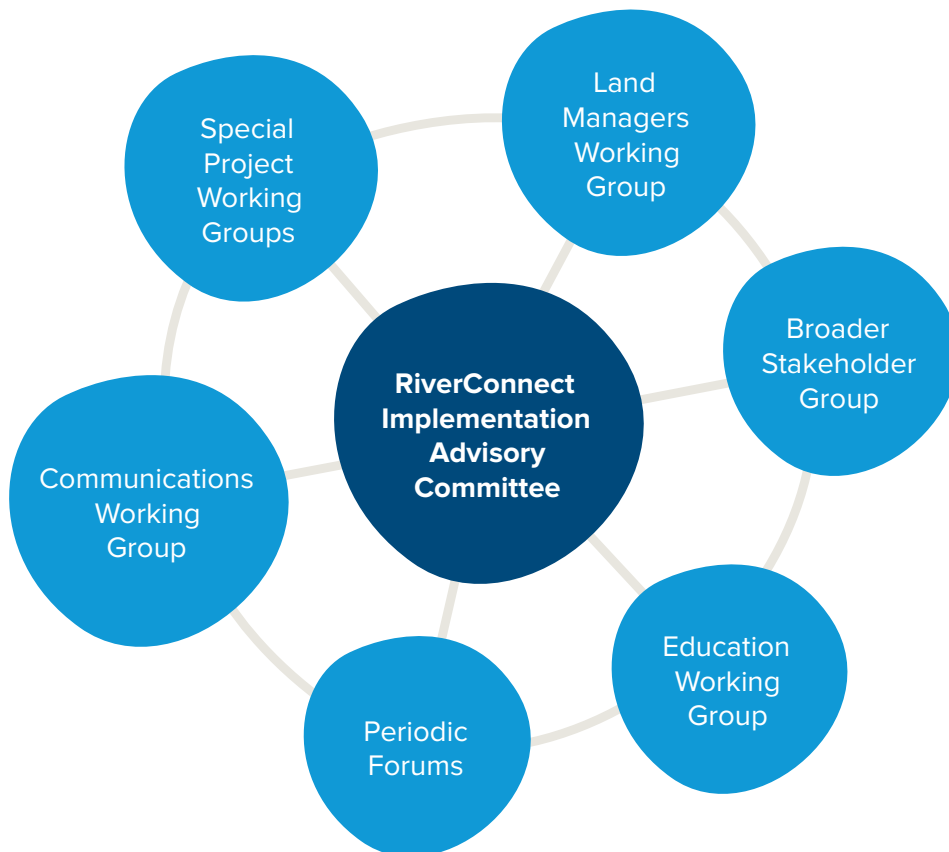 Land
Managers
Working
Group
Special
Project
Working
Groups
Broader
Stakeholder
Group
RiverConnect
Implementation
Advisory
Committee
Communications
Working
Group
Education
Working
Group
Periodic
Forums